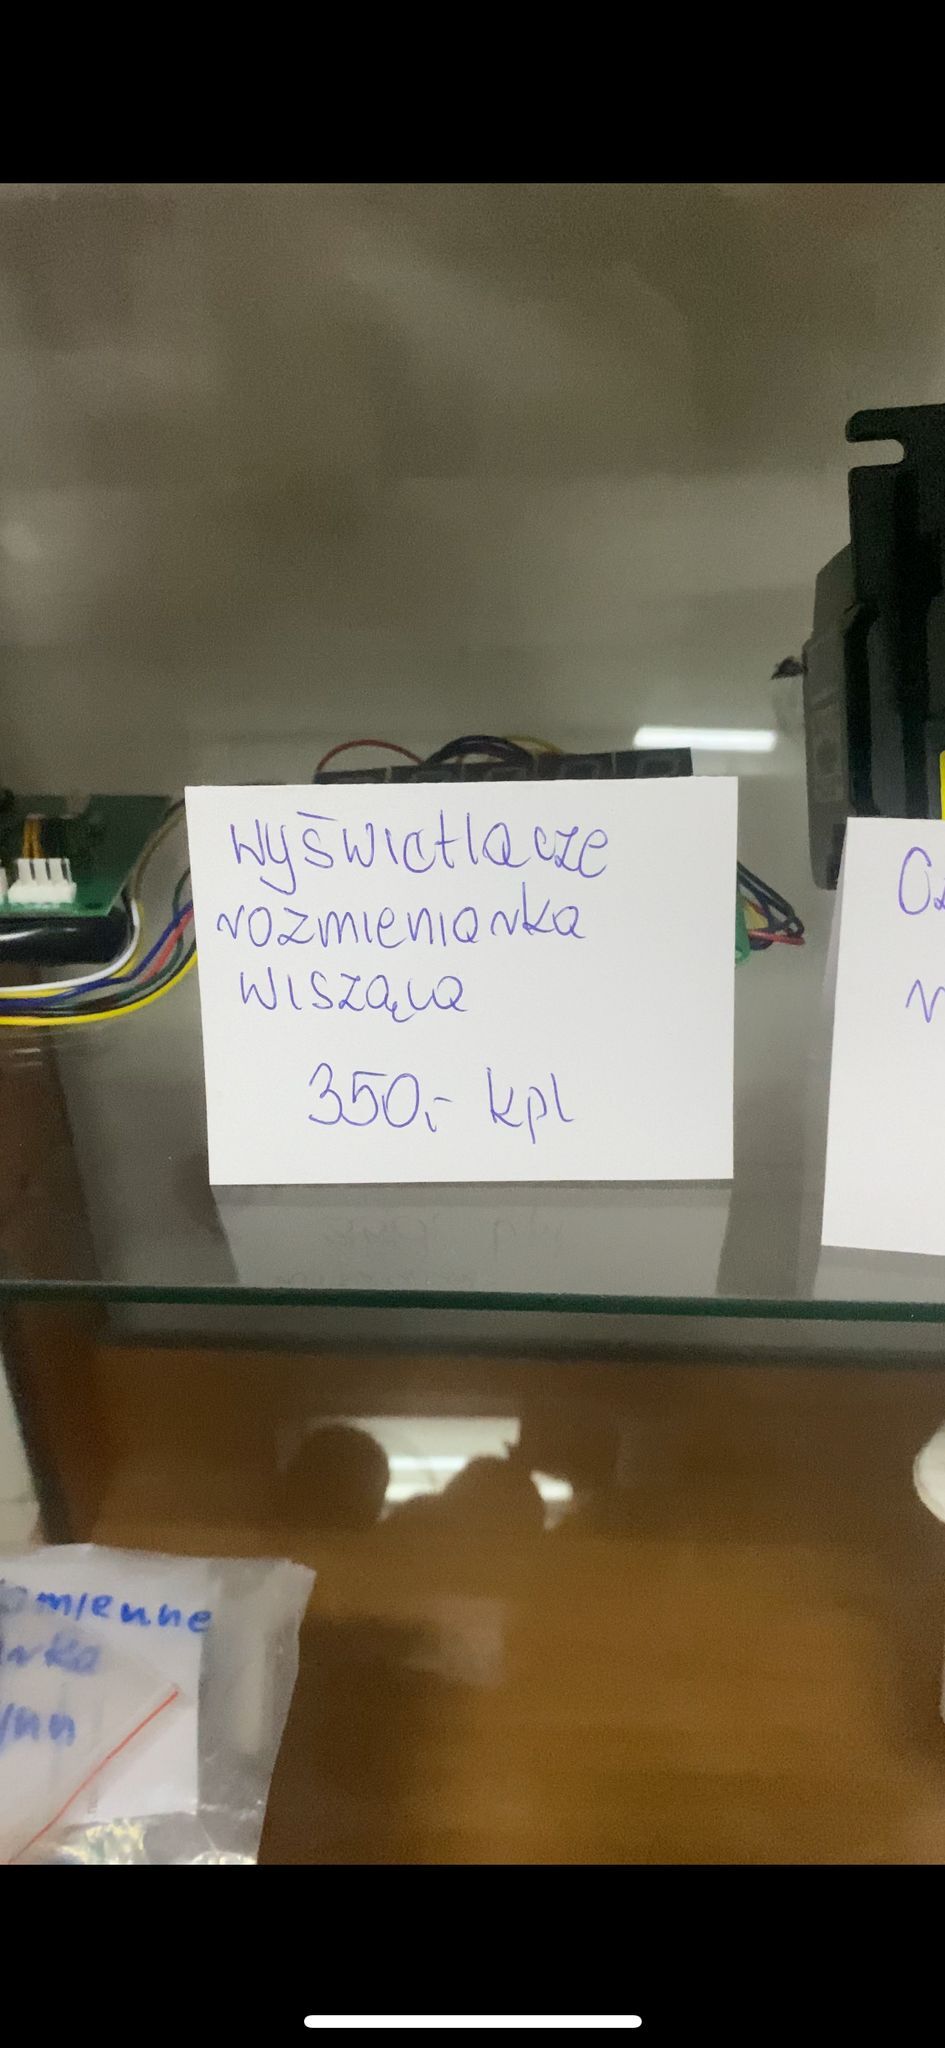 Wyświetlacze
rozmieniarka
wisząca
350,- kpl